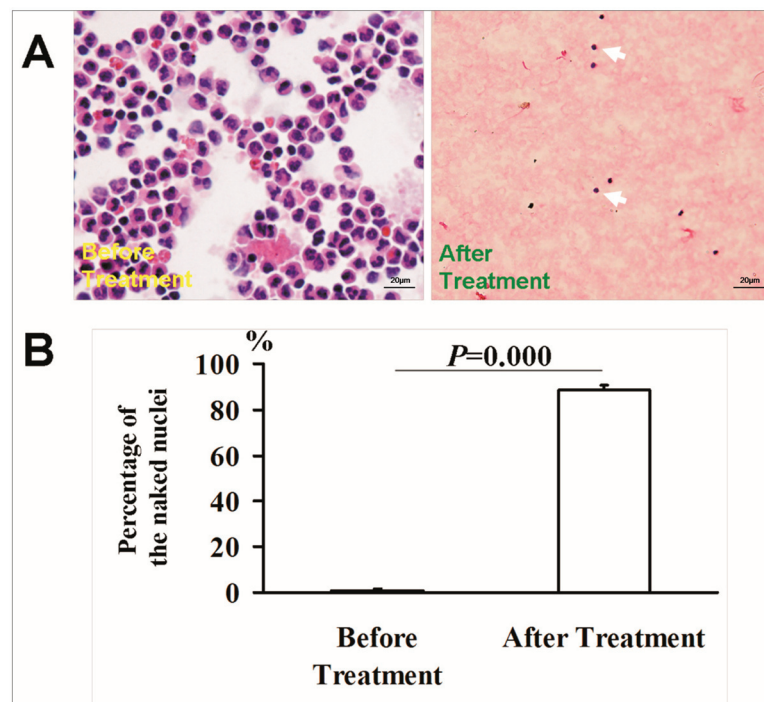 A
Before
Treatment
20μm
After
Treatment
20μm
B
%
P=0.000
Percentage of
the naked nuclei
100
80
60
40
20
0
Before
Treatment
After Treatment